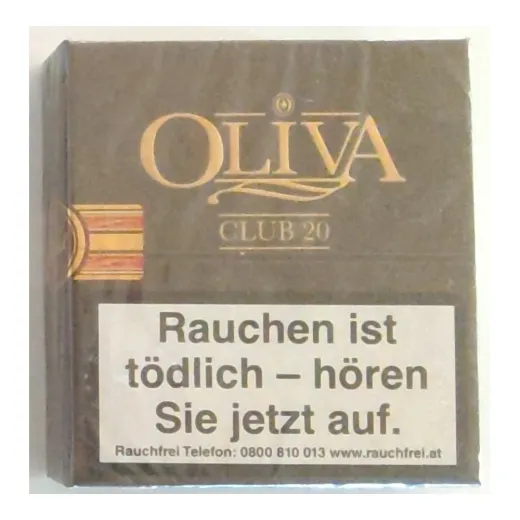 OLIVA
CLUB 20
Rauchen ist
tödlich – hören
Sie jetzt auf.
Rauchfrei Telefon: 0800 810 013 www.rauchfrei.at